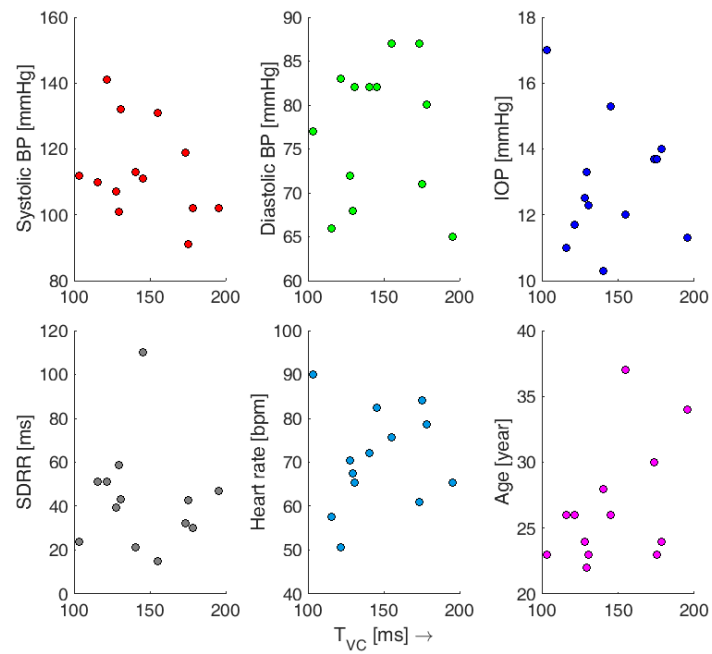 160
140
120
100
80
Systolic BP [mmHg]
100 150 200
90
85
80
75
70
65
60
Diastolic BP [mmHg]
100 150 200
18
16
14
12
10
IOP [mmHg]
100 150 200
120
100
80
60
40
20
0
SDRR [ms]
100 150 200
100
90
80
70
60
50
40
Heart rate [bpm]
100 150 200
T_VC [ms] →
40
35
30
25
20
Age [year]
100 150 200